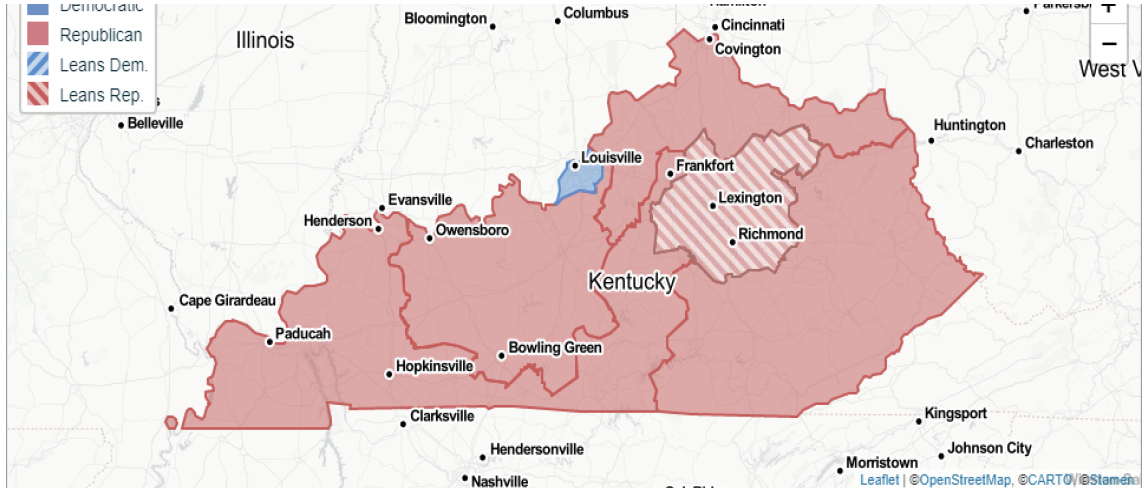 Democratic
Republican
Leans Dem.
Leans Rep.
Illinois
Bloomington
Columbus
Hamilton
Cincinnati
Covington
+
−
West V
Belleville
Huntington
Charleston
Louisville
Frankfort
Lexington
Richmond
Evansville
Henderson
Owensboro
Kentucky
Cape Girardeau
Paducah
Bowling Green
Hopkinsville
Clarksville
Kingsport
Hendersonville
Johnson City
Morristown
Nashville
Leaflet | ©OpenStreetMap, ©CARTO, ©Stamen